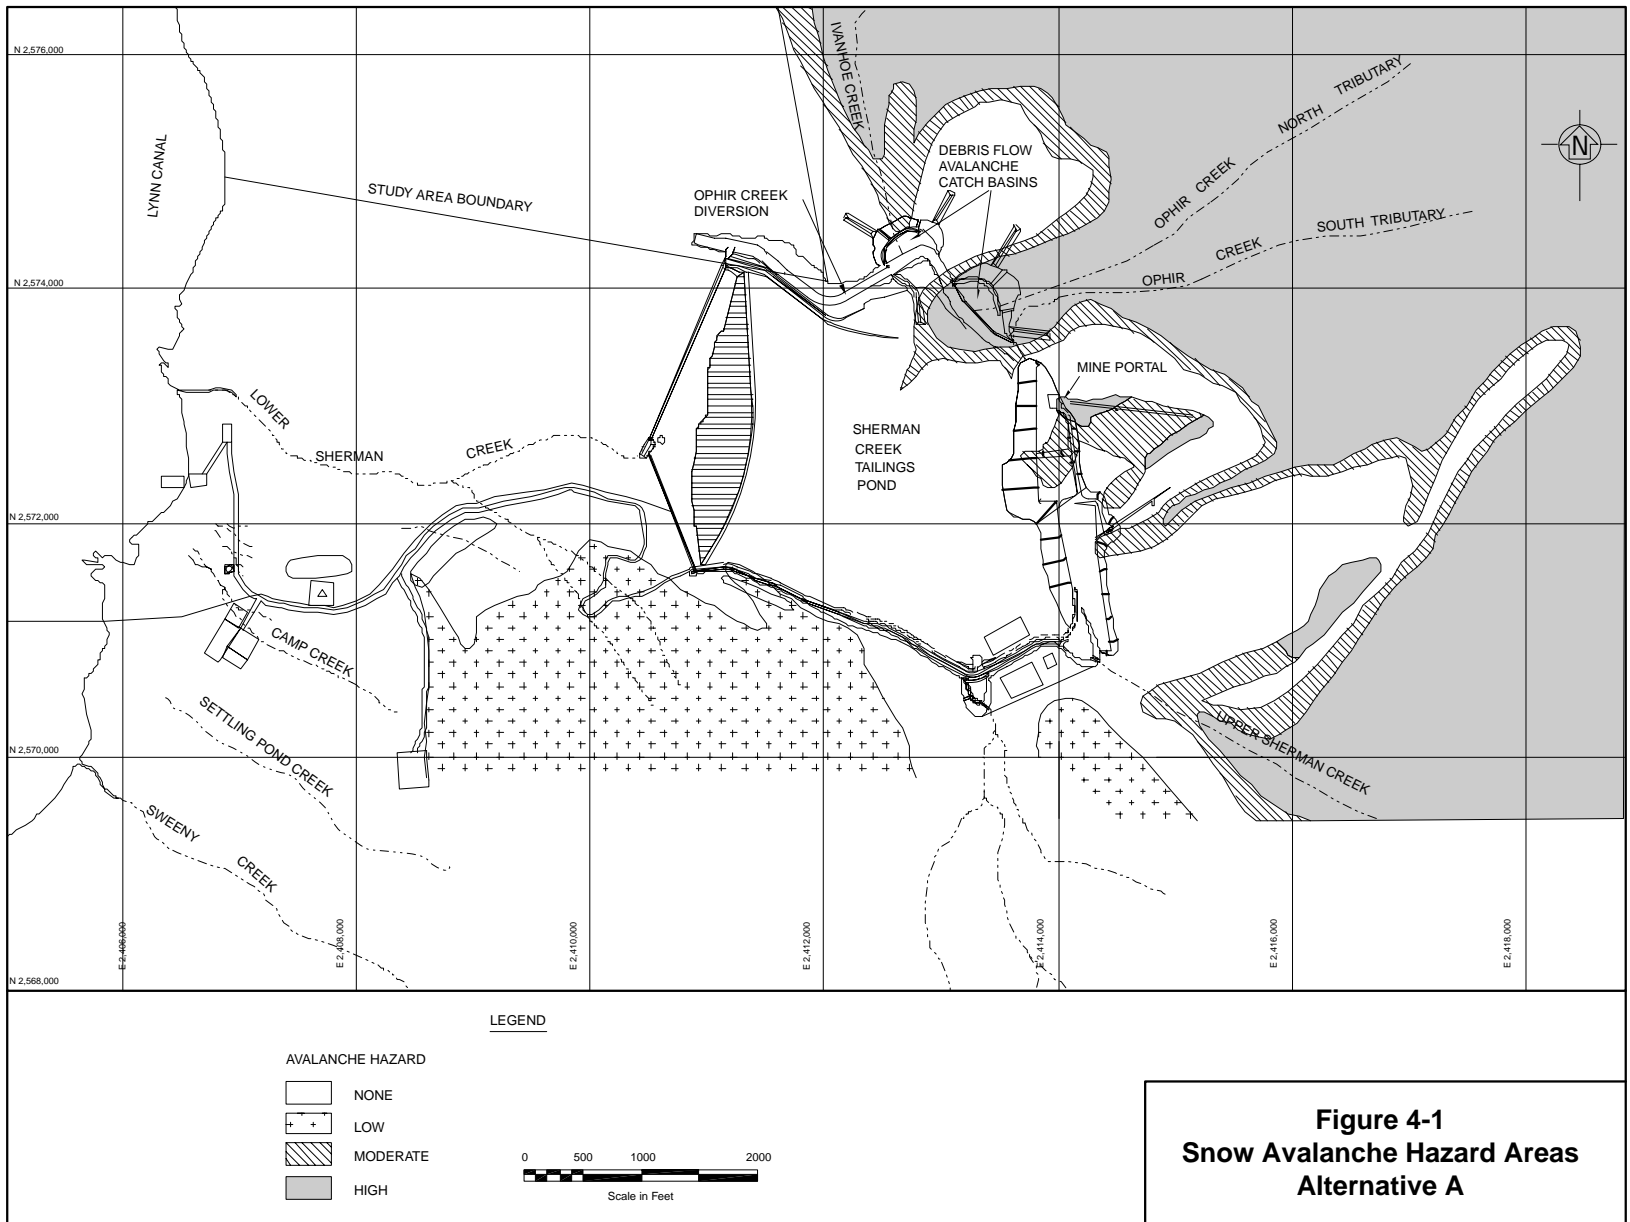 N 2,576,000
IVANHOE CREEK
NORTH TRIBUTARY
N
LYNN CANAL
DEBRIS FLOW
AVALANCHE
CATCH BASINS
STUDY AREA BOUNDARY
OPHIR CREEK
DIVERSION
OPHIR CREEK
SOUTH TRIBUTARY
OPHIR CREEK
N 2,574,000
MINE PORTAL
LOWER SHERMAN CREEK
SHERMAN
CREEK
TAILINGS
POND
N 2,572,000
CAMP CREEK
SETTLING POND CREEK
UPPER SHERMAN CREEK
N 2,570,000
SWEENY CREEK
E 2,406,000
E 2,408,000
E 2,410,000
E 2,412,000
E 2,414,000
E 2,416,000
E 2,418,000
N 2,568,000
LEGEND
AVALANCHE HAZARD
NONE
LOW
MODERATE
HIGH
0 500 1000 2000
Scale in Feet
Figure 4-1
Snow Avalanche Hazard Areas
Alternative A